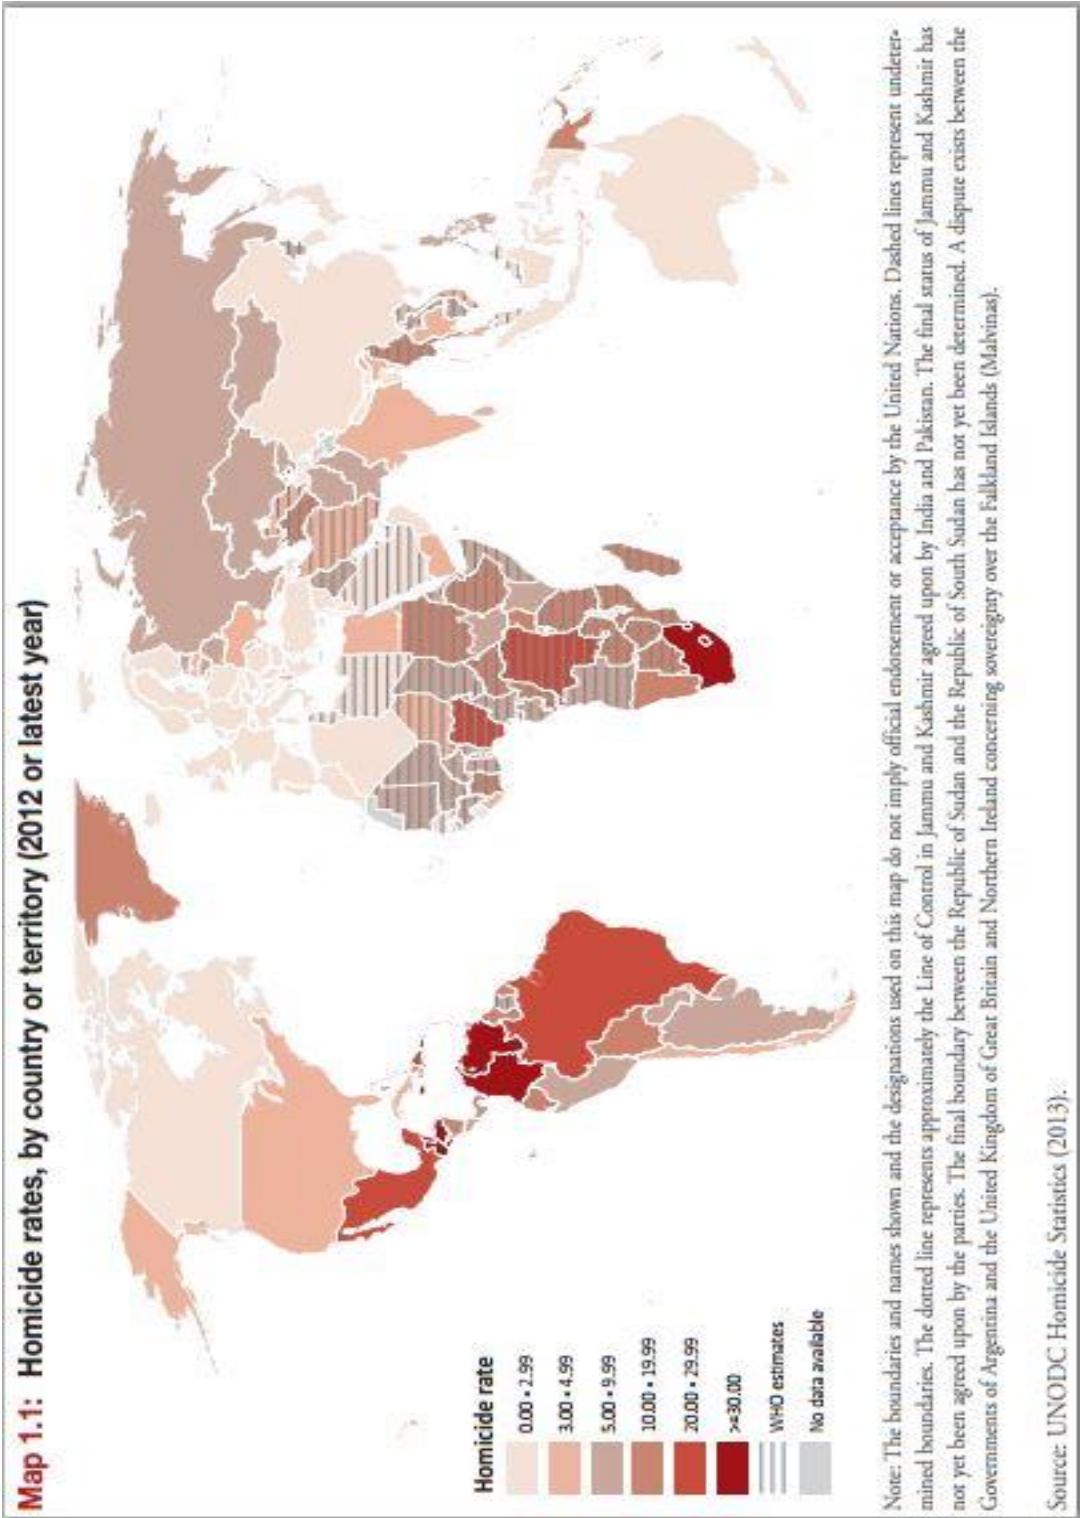 Map 1.1: Homicide rates, by country or territory (2012 or latest year)
Homicide rate
0.00 - 2.99
3.00 - 4.99
5.00 - 9.99
10.00 - 19.99
20.00 - 29.99
>=30.00
WHO estimates
No data available
Note: The boundaries and names shown and the designations used on this map do not imply official endorsement or acceptance by the United Nations. Dashed lines represent undeter-
mined boundaries. The dotted line represents approximately the Line of Control in Jammu and Kashmir agreed upon by India and Pakistan. The final status of Jammu and Kashmir has
not yet been agreed upon by the parties. The final boundary between the Republic of Sudan and the Republic of South Sudan has not yet been determined. A dispute exists between the
Governments of Argentina and the United Kingdom of Great Britain and Northern Ireland concerning sovereignty over the Falkland Islands (Malvinas).
Source: UNODC Homicide Statistics (2013).